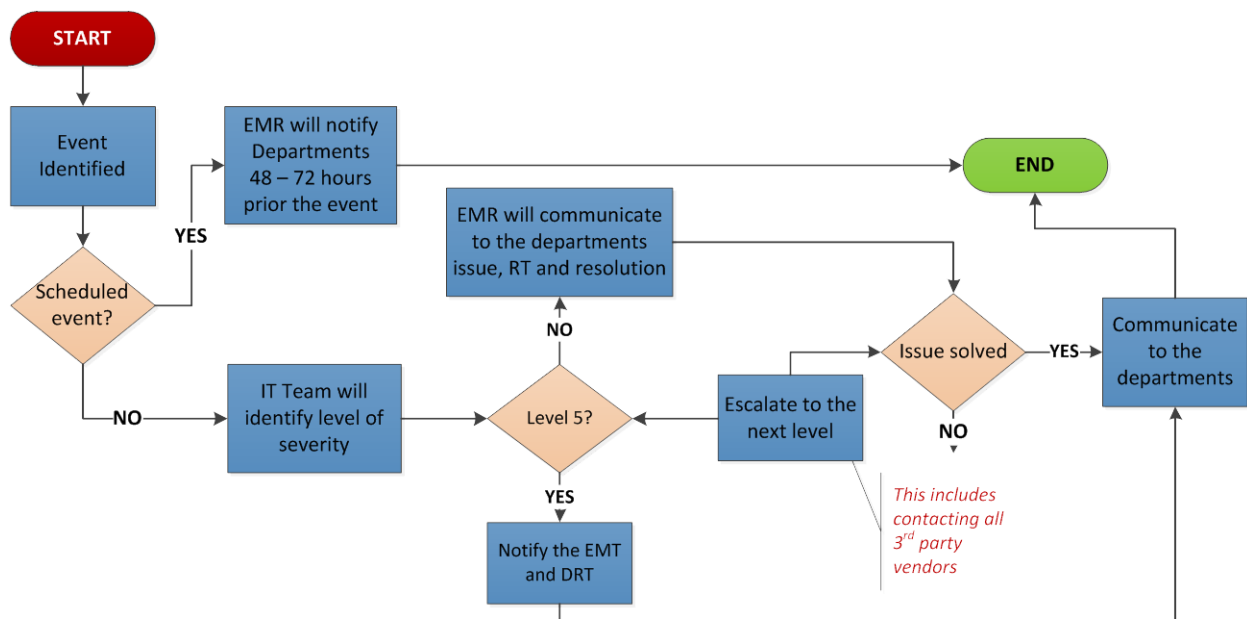 START
Event
Identified
EMR will notify
Departments
48 – 72 hours
prior the event
END
YES
EMR will communicate
to the departments
issue, RT and resolution
Scheduled
event?
NO
Issue solved
YES
Communicate
to the
departments
NO
IT Team will
identify level of
severity
Level 5?
Escalate to the
next level
NO
YES
This includes
contacting all
3rd party
vendors
Notify the EMT
and DRT